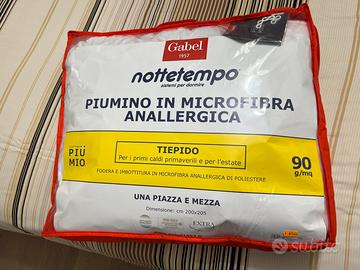 Gabel
1957
nottetempo
sistemi per dormire
PIUMINO IN MICROFIBRA
ANALLERGICA
PIÙ
MIO
TIEPIDO
Per i primi caldi primaverili e per l'estate
90
g/mq
FODERA E IMBOTTITURA IN MICROFIBRA ANALLERGICA DI POLIESTERE
UNA PIAZZA E MEZZA
Dimensione: cm 200x205
EXTRA
subito